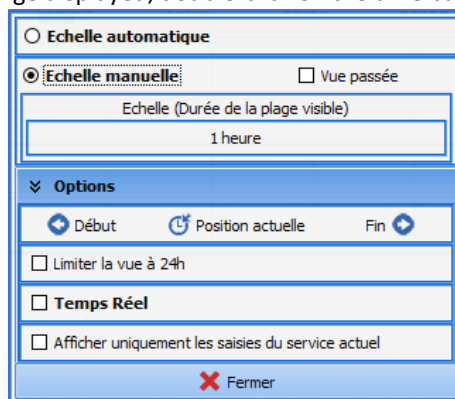 Echelle automatique
Echelle manuelle Vue passée
Echelle (Durée de la plage visible)
1 heure
Options
Début Position actuelle Fin
Limiter la vue à 24h
Temps Réel
Afficher uniquement les saisies du service actuel
Fermer